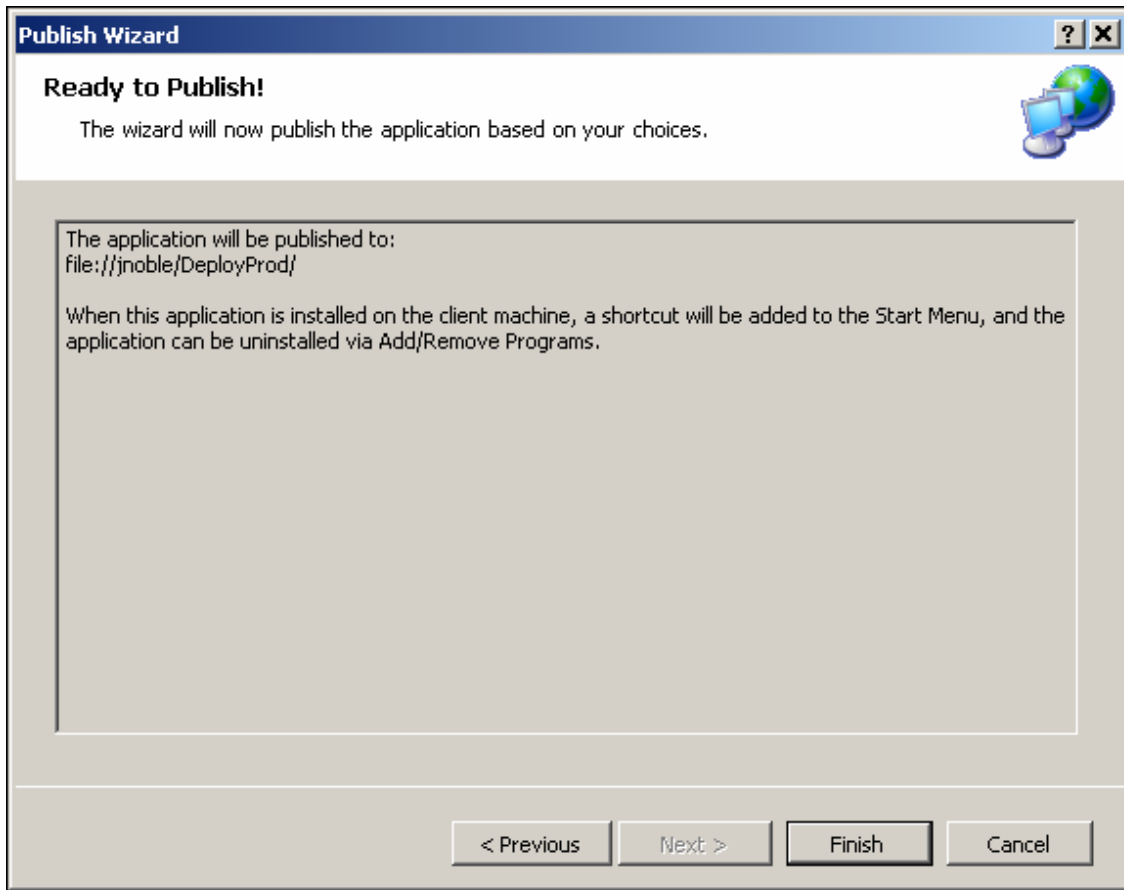 Publish Wizard
?
Ready to Publish!
The wizard will now publish the application based on your choices.
The application will be published to:
file://jnoble/DeployProd/
When this application is installed on the client machine, a shortcut will be added to the Start Menu, and the
application can be uninstalled via Add/Remove Programs.
< Previous
Next >
Finish
Cancel